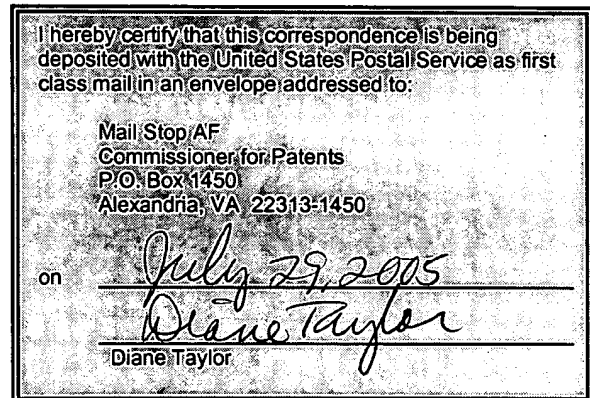 I hereby certify that this correspondence is being
deposited with the United States Postal Service as first
class mail in an envelope addressed to:
Mail Stop AF
Commissioner for Patents
P.O. Box 1450
Alexandria, VA 22313-1450
on July 29, 2005
Diane Taylor
Diane Taylor